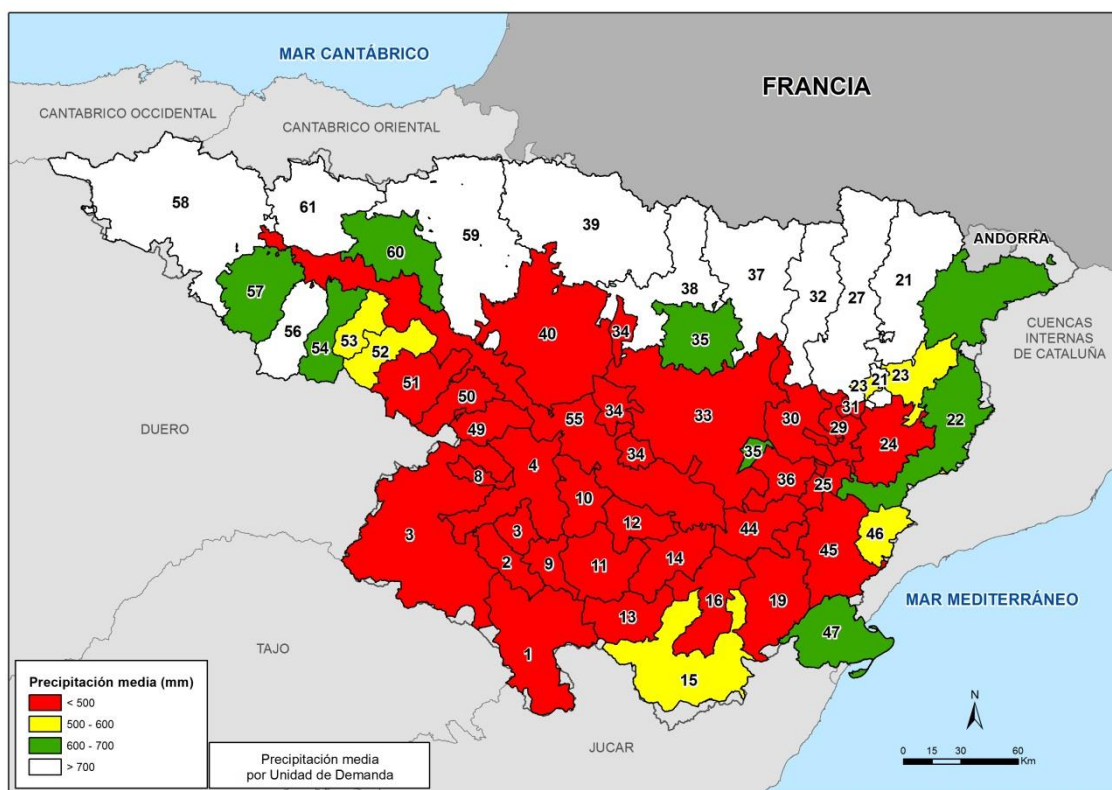 MAR CANTÁBRICO
FRANCIA
CANTABRICO OCCIDENTAL
CANTABRICO ORIENTAL
58
61
59
39
60
57
56
54
53
52
40
34
38
35
37
32
27
21
ANDORRA
CUENCAS
INTERNAS
DE CATALUÑA
23
21
23
31
51
50
49
55
34
33
30
29
22
24
DUERO
8
4
34
35
36
25
3
10
12
3
2
9
11
14
44
45
46
13
16
19
47
1
15
TAJO
JUCAR
MAR MEDITERRÁNEO
Precipitación media (mm)
< 500
500 - 600
600 - 700
> 700
Precipitación media
por Unidad de Demanda
N
0 15 30 60
Km